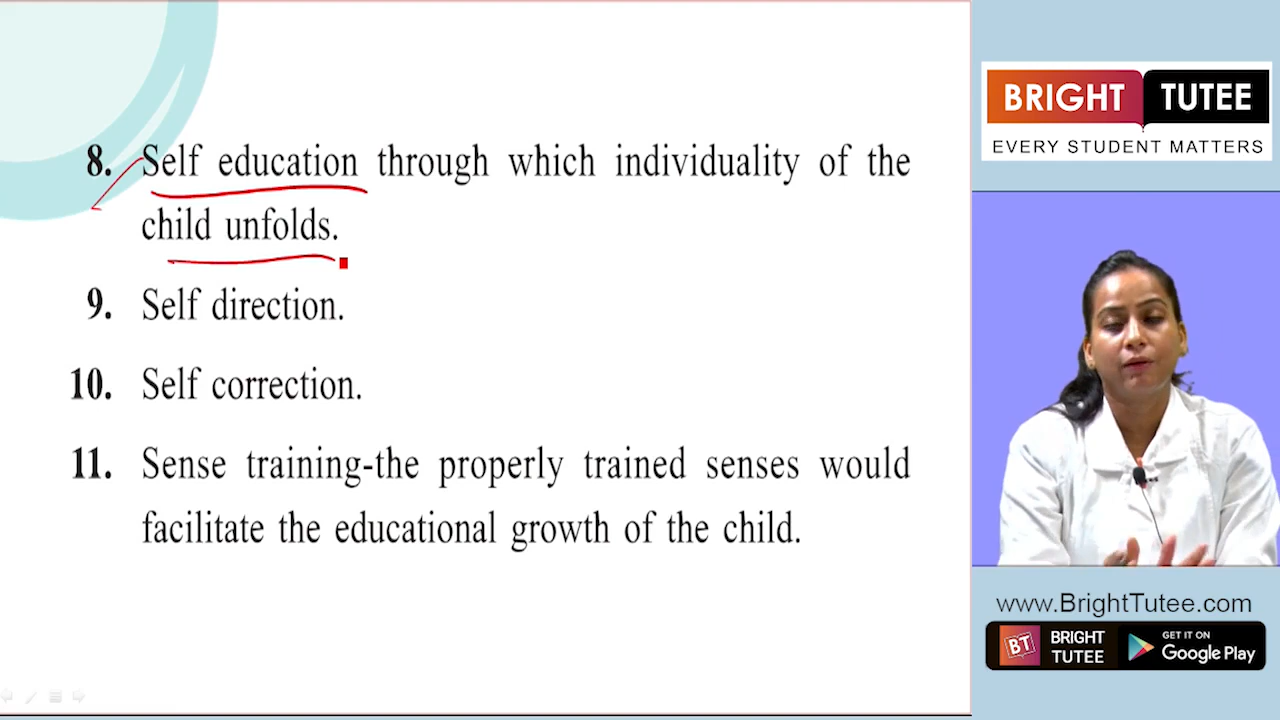 8. Self education through which individuality of the
child unfolds.
9. Self direction.
10. Self correction.
11. Sense training-the properly trained senses would
facilitate the educational growth of the child.
BRIGHT TUTEE
EVERY STUDENT MATTERS
www.BrightTutee.com
BT
BRIGHT
TUTEE
GET IT ON
Google Play